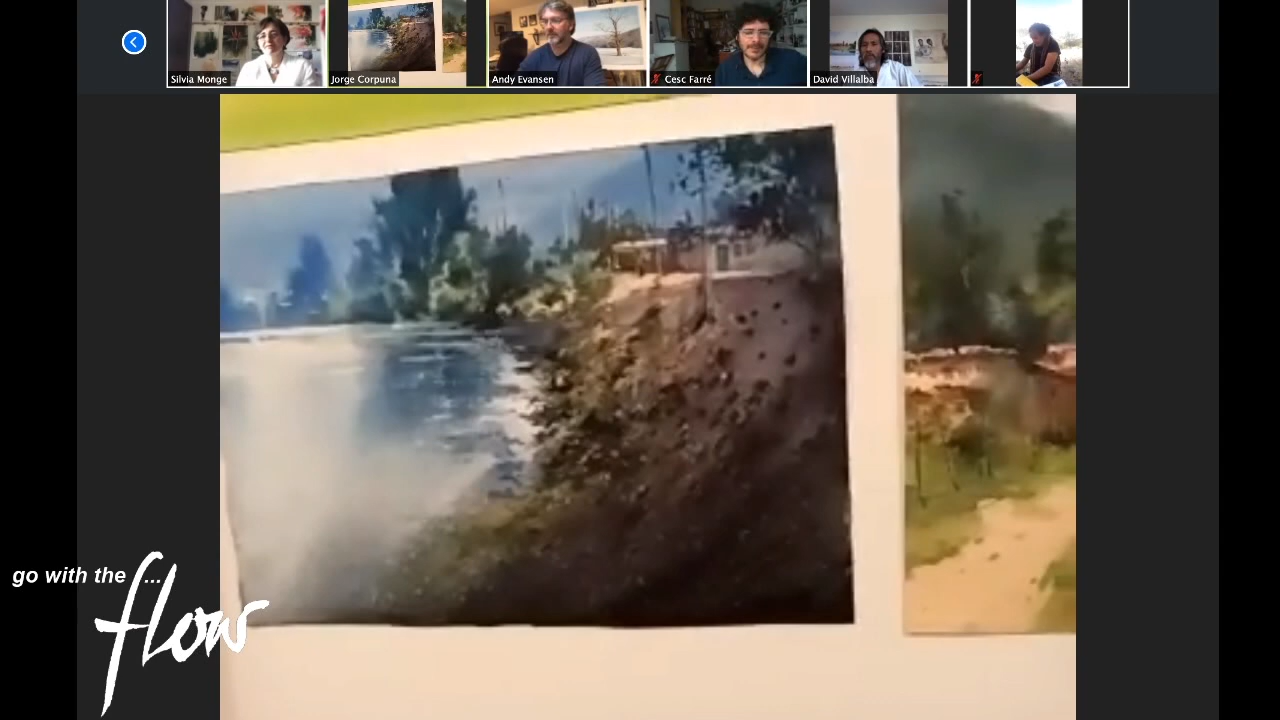 Silvia Monge
Jorge Corpuna
Andy Evansen
Cesc Farré
David Villalba
go with the flow ...